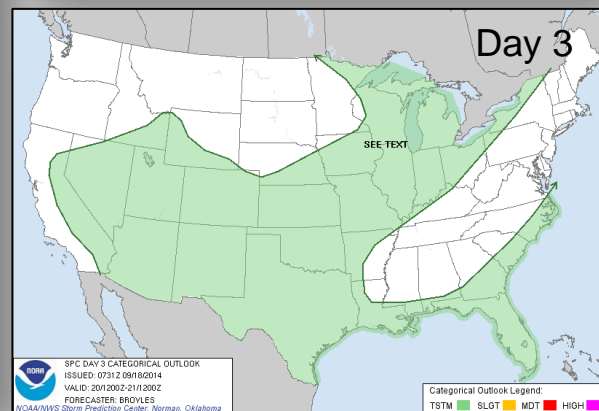 Day 3
SEE TEXT
SPC DAY 3 CATEGORICAL OUTLOOK
ISSUED: 0731Z 09/18/2014
VALID: 20/1200Z-21/1200Z
FORECASTER: BROYLES
NOAA/NWS Storm Prediction Center, Norman, Oklahoma
NOAA
Categorical Outlook Legend:
TSTM SLGT MDT HIGH